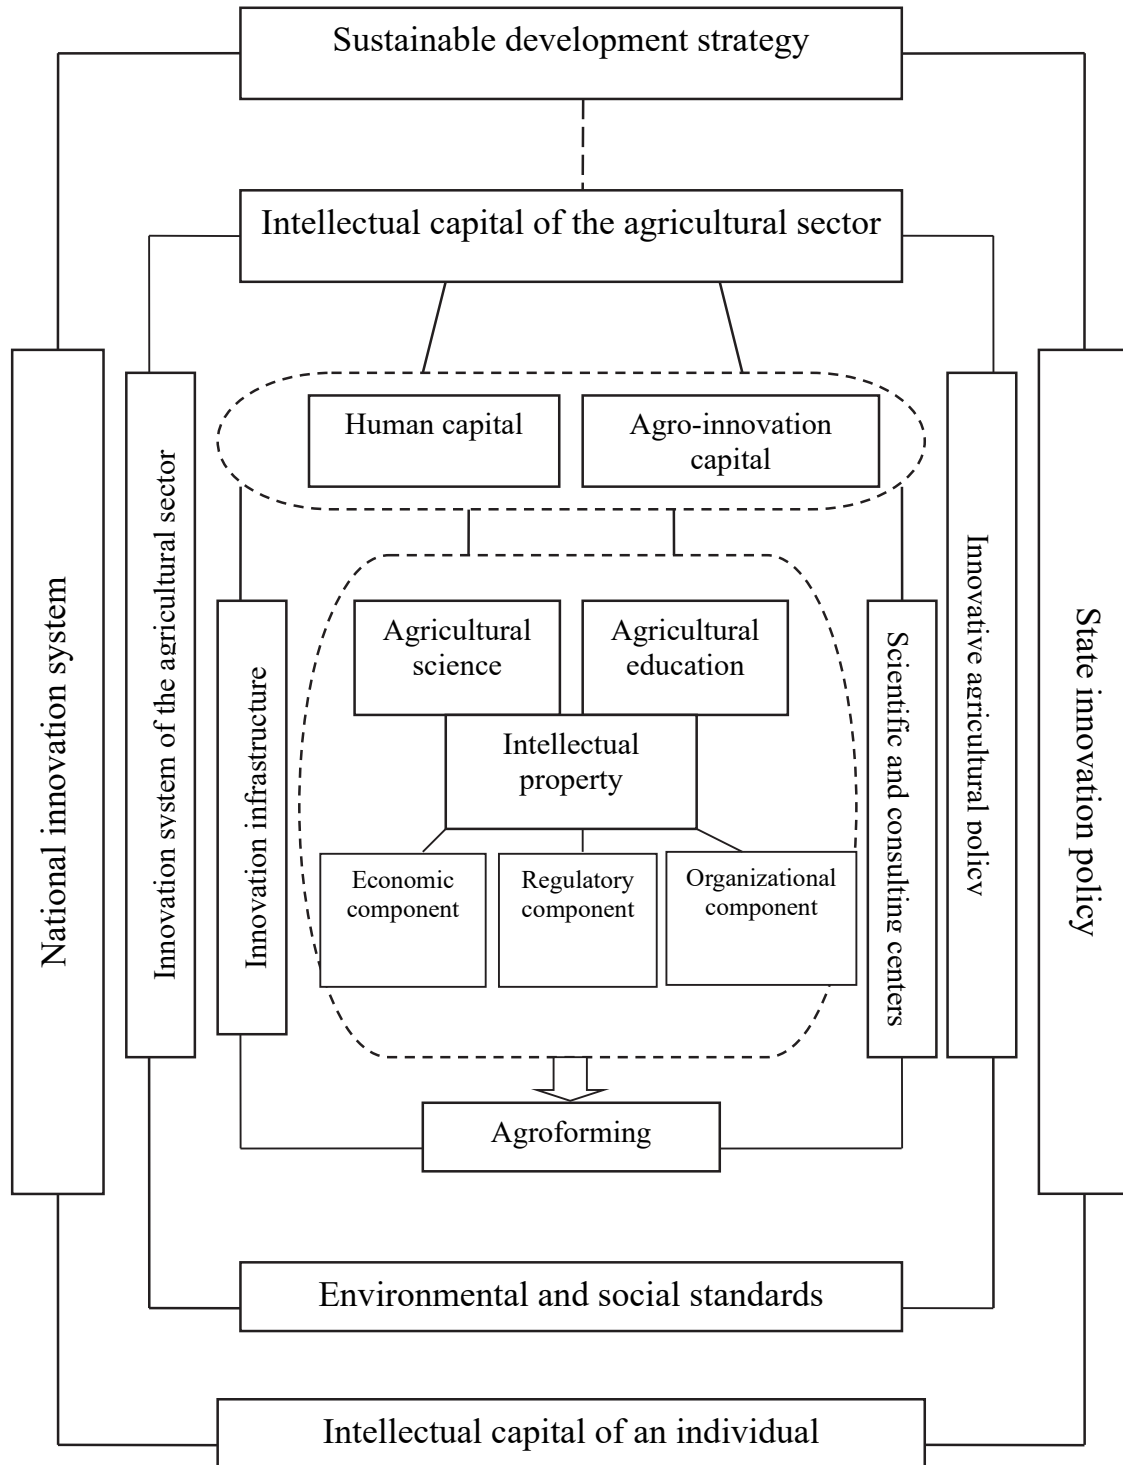 Sustainable development strategy
Intellectual capital of the agricultural sector
Human capital
Agro-innovation
capital
National innovation system
Innovation system of the agricultural sector
Innovation infrastructure
Agricultural
science
Agricultural
education
Intellectual
property
Economic
component
Regulatory
component
Organizational
component
Scientific and consulting centers
Innovative agricultural policy
State innovation policy
Agroforming
Environmental and social standards
Intellectual capital of an individual